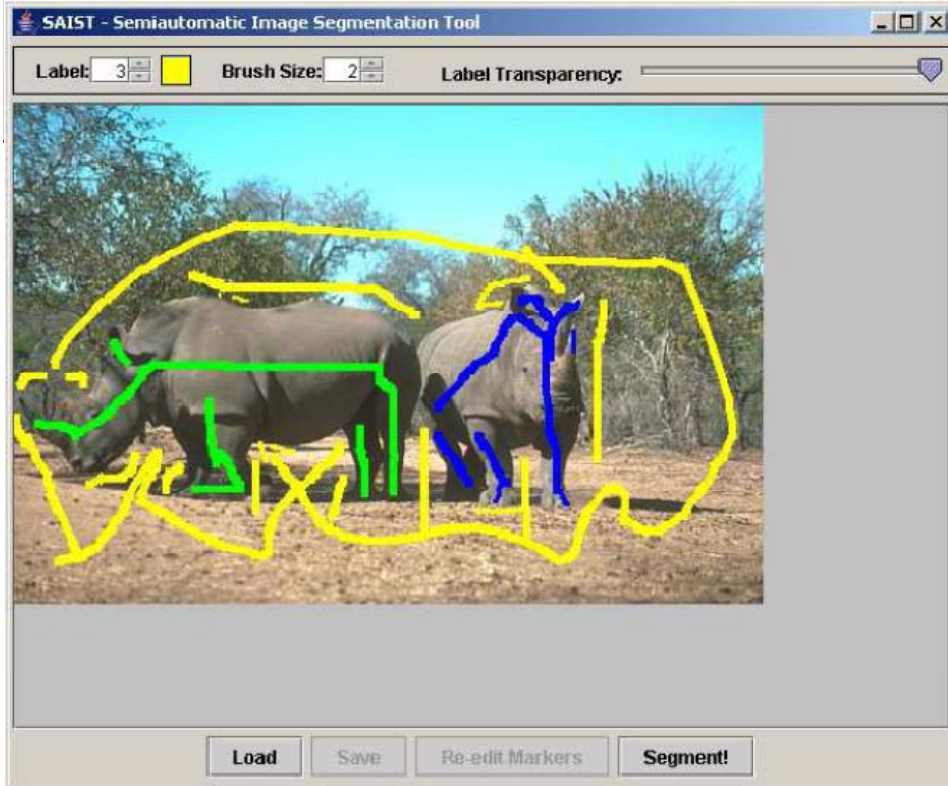 SAIST - Semiautomatic Image Segmentation Tool
Label: 3 Brush Size: 2 Label Transparency:
Load Save Re-edit Markers Segment!